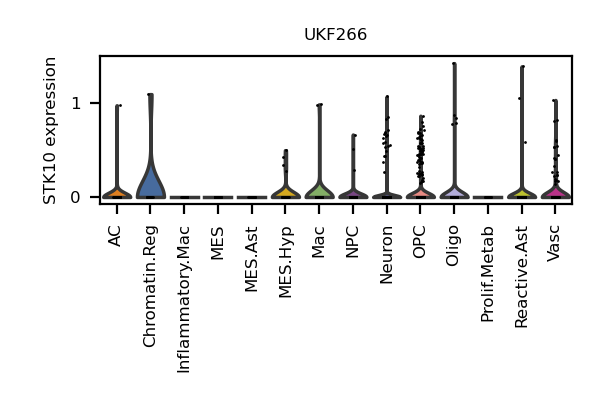 UKF266
STK10 expression
1
0
AC
Chromatin.Reg
Inflammatory.Mac
MES
MES.Ast
MES.Hyp
Mac
NPC
Neuron
OPC
Oligo
Prolif.Metab
Reactive.Ast
Vasc